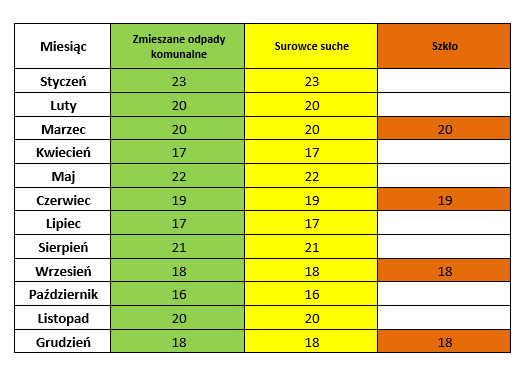 Miesiąc Zmieszane odpady komunalne Surowce suche Szkło
Styczeń 23 23
Luty 20 20
Marzec 20 20 20
Kwiecień 17 17
Maj 22 22
Czerwiec 19 19 19
Lipiec 17 17
Sierpień 21 21
Wrzesień 18 18 18
Październik 16 16
Listopad 20 20
Grudzień 18 18 18